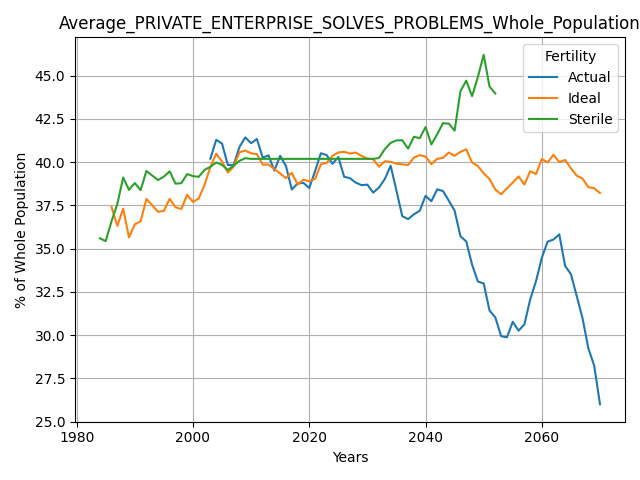 Average_PRIVATE_ENTERPRISE_SOLVES_PROBLEMS_Whole_Population
% of Whole Population
45.0
42.5
40.0
37.5
35.0
32.5
30.0
27.5
25.0
Fertility
Actual
Ideal
Sterile
1980 2000 2020 2040 2060
Years